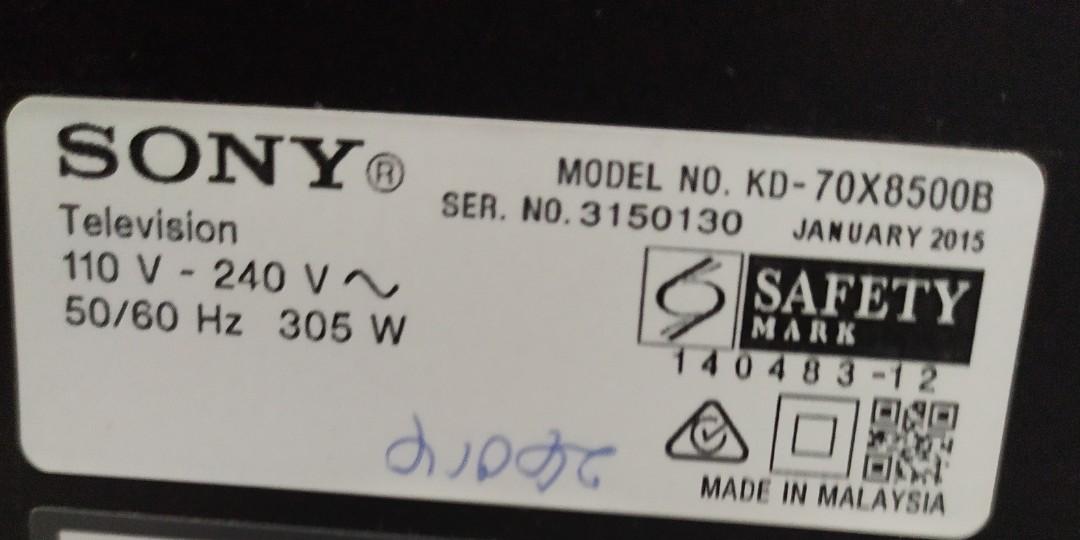 SONY®
Television
110 V - 240 V ~
50/60 Hz 305 W
MODEL NO. KD-70X8500B
SER. NO. 3150130
JANUARY 2015
SAFETY
MARK
140483-12
MADE IN MALAYSIA